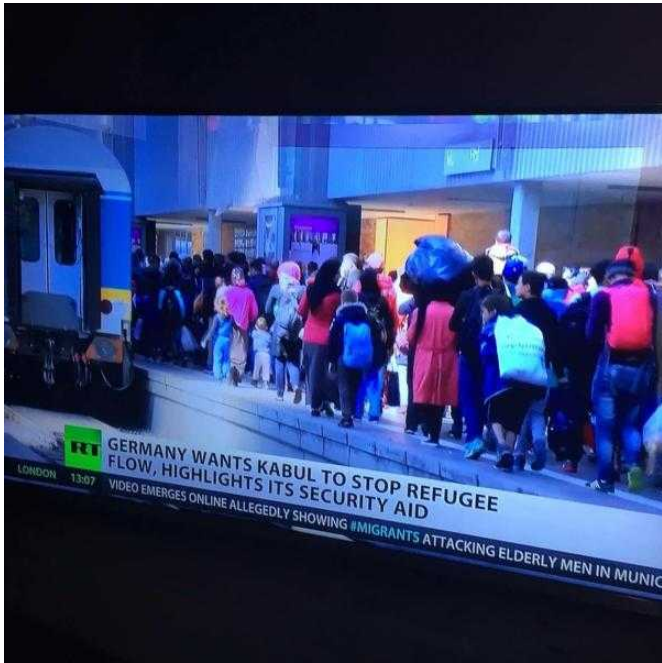 RT
GERMANY WANTS KABUL TO STOP REFUGEE
FLOW, HIGHLIGHTS ITS SECURITY AID
LONDON 13:07
VIDEO EMERGES ONLINE ALLEGEDLY SHOWING #MIGRANTS ATTACKING ELDERLY MEN IN MUNIC